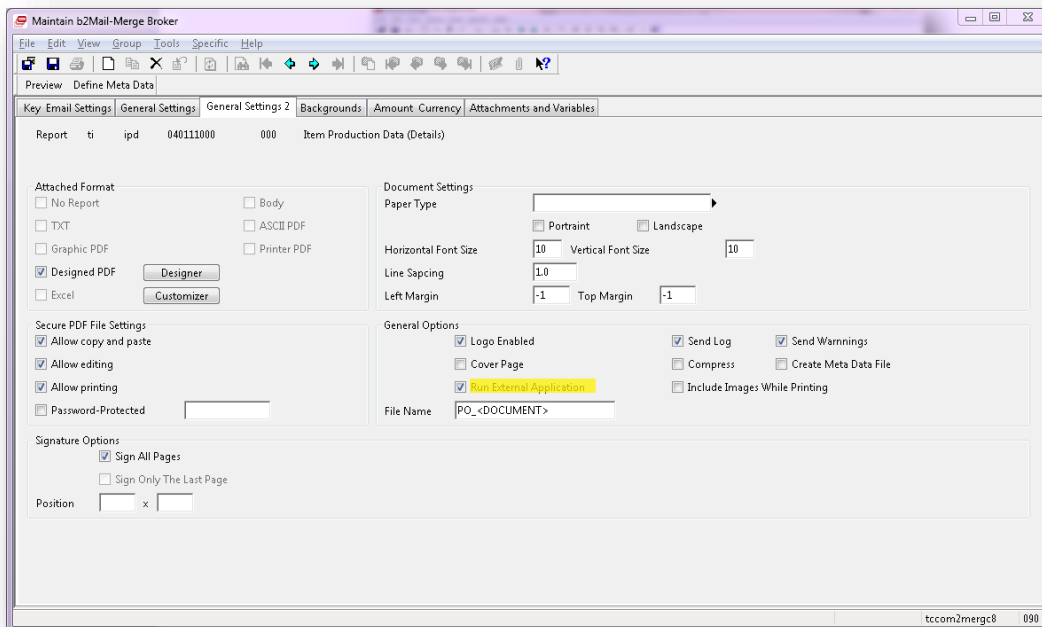 Maintain b2Mail-Merge Broker
File Edit View Group Tools Specific Help
Preview Define Meta Data
Key Email Settings General Settings General Settings 2 Backgrounds Amount Currency Attachments and Variables
Report ti ipd 040111000 000 Item Production Data (Details)
Attached Format
No Report Body
TXT ASCII PDF
Graphic PDF Printer PDF
Designed PDF Designer
Excel Customizer
Document Settings
Paper Type
Portraint Landscape
Horizontal Font Size 10 Vertical Font Size 10
Line Sapcing 1.0
Left Margin -1 Top Margin -1
Secure PDF File Settings
Allow copy and paste
Allow editing
Allow printing
Password-Protected
General Options
Logo Enabled Send Log Send Warnnings
Cover Page Compress Create Meta Data File
Run External Application Include Images While Printing
File Name PO_<DOCUMENT>
Signature Options
Sign All Pages
Sign Only The Last Page
Position x
tccom2mergc8 090